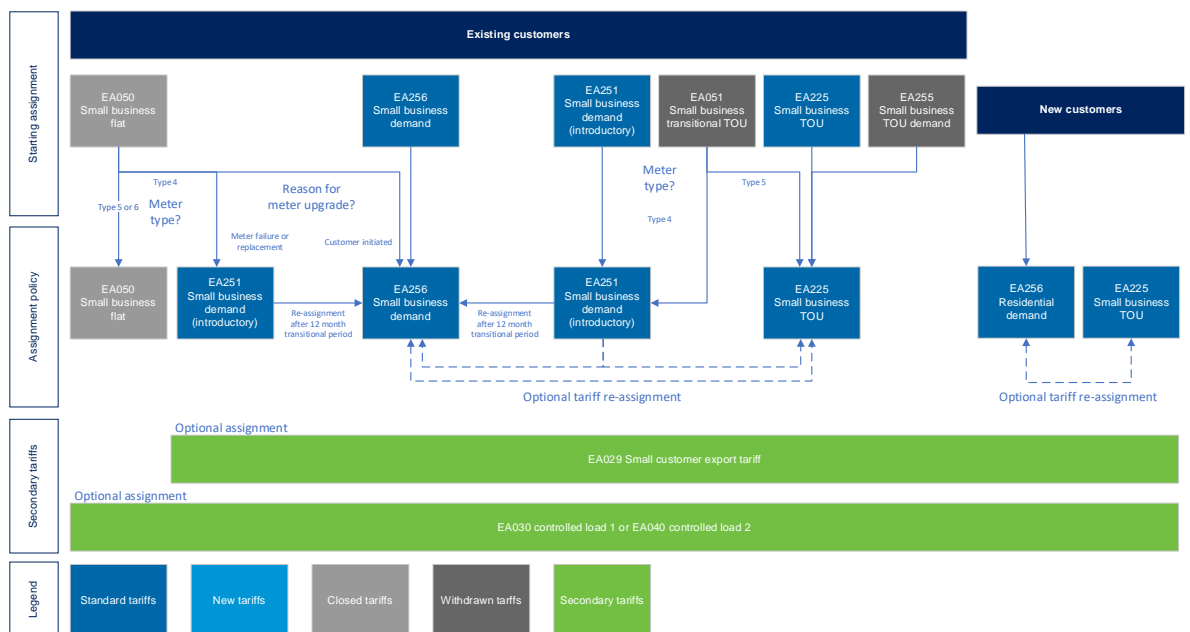 Starting assignment
Existing customers
EA050
Small business
flat
EA256
Small business
demand
EA251
Small business
demand
(introductory)
EA051
Small business
transitional TOU
EA225
Small business
TOU
EA255
Small business
TOU demand
New customers
Type 4
Type 5 or 6
Meter
type?
Reason for
meter upgrade?
Meter failure or
replacement
Customer initiated
Meter
type?
Type 5
Type 4
Assignment policy
EA050
Small business
flat
EA251
Small business
demand
(introductory)
Re-assignment
after 12 month
transitional period
EA256
Small business
demand
Re-assignment
after 12 month
transitional period
EA251
Small business
demand
(introductory)
EA225
Small business
TOU
EA256
Residential
demand
EA225
Small business
TOU
Optional tariff re-assignment
Optional tariff re-assignment
Secondary tariffs
Optional assignment
EA029 Small customer export tariff
Optional assignment
EA030 controlled load 1 or EA040 controlled load 2
Legend
Standard tariffs
New tariffs
Closed tariffs
Withdrawn tariffs
Secondary tariffs